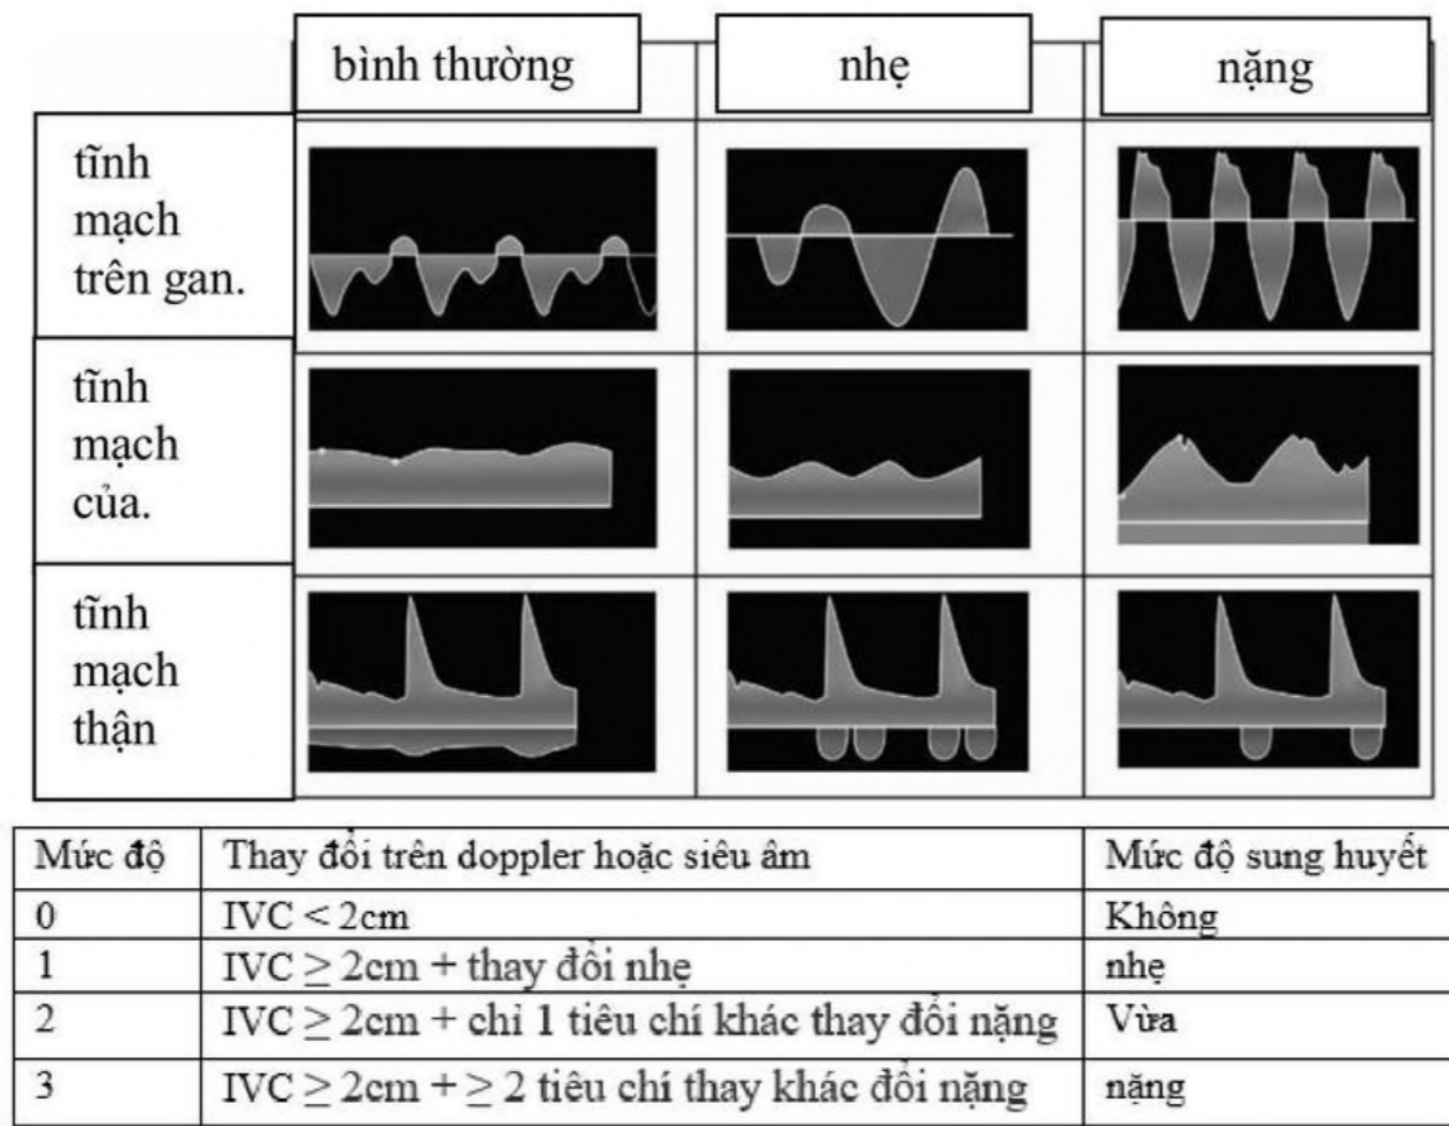 bình thường
nhẹ
nặng
tĩnh
mạch
trên gan.
tĩnh
mạch
của.
tĩnh
mạch
thận
Mức độ Thay đổi trên doppler hoặc siêu âm Mức độ sung huyết
0 IVC < 2cm Không
1 IVC ≥ 2cm + thay đổi nhẹ nhẹ
2 IVC ≥ 2cm + chỉ 1 tiêu chí khác thay đổi nặng Vừa
3 IVC ≥ 2cm + ≥ 2 tiêu chí thay khác đổi nặng nặng